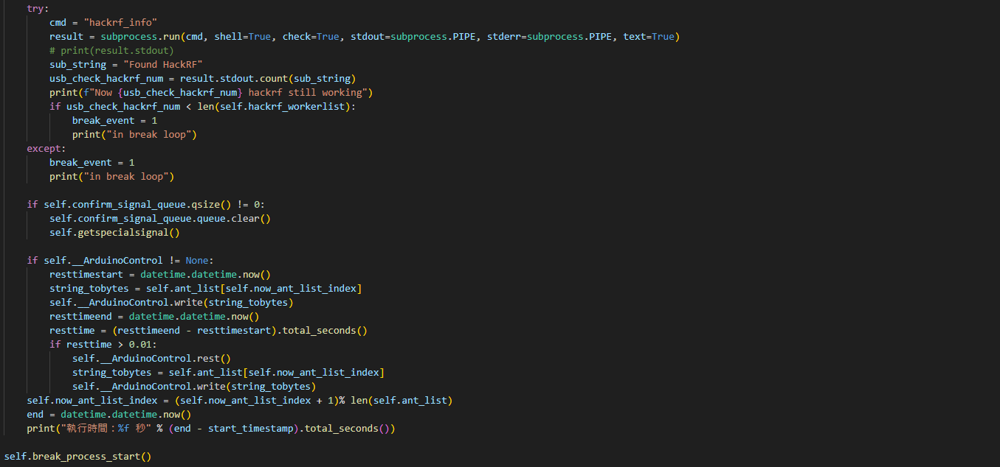 try:
cmd = "hackrf_info"
result = subprocess.run(cmd, shell=True, check=True, stdout=subprocess.PIPE, stderr=subprocess.PIPE, text=True)
# print(result.stdout)
sub_string = "Found HackRF"
usb_check_hackrf_num = result.stdout.count(sub_string)
print(f"Now {usb_check_hackrf_num} hackrf still working")
if usb_check_hackrf_num < len(self.hackrf_workerlist):
break_event = 1
print("in break loop")
except:
break_event = 1
print("in break loop")
if self.confirm_signal_queue.qsize() != 0:
self.confirm_signal_queue.queue.clear()
self.getspecialsignal()
if self.__ArduinoControl != None:
resttimestart = datetime.datetime.now()
string_tobytes = self.ant_list[self.now_ant_list_index]
self.__ArduinoControl.write(string_tobytes)
resttimeend = datetime.datetime.now()
resttime = (resttimeend - resttimestart).total_seconds()
if resttime > 0.01:
self.__ArduinoControl.rest()
string_tobytes = self.ant_list[self.now_ant_list_index]
self.__ArduinoControl.write(string_tobytes)
self.now_ant_list_index = (self.now_ant_list_index + 1)% len(self.ant_list)
end = datetime.datetime.now()
print("執行時間：%f 秒" % (end - start_timestamp).total_seconds())
self.break_process_start()